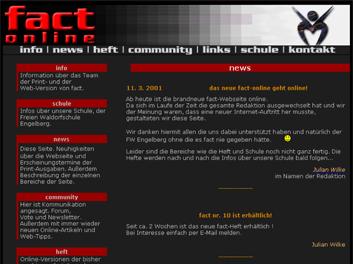 fact
online
info | news | heft | community | links | schule | kontakt
info
Information über das Team
der Print- und der
Web-Version von fact.
schule
Infos über unsere Schule, der
Freien Waldorfschule
Engelberg.
news
Diese Seite. Neuhigkeiten
über die Webseite und
Erscheinungstermine der
Print-Ausgaben. Außerdem
Beschreibung der einzelnen
Bereiche der Seite.
community
Hier ist Kommunikation
angesagt. Forum,
Vote und Newsletter.
Außerdem mit immer wieder
neuen Online-Artikeln und
Web-Tipps.
heft
Online-Versionen der bisher
news
11. 3. 2001 das neue fact-online geht online!
Ab heute ist die brandneue fact-Webseite online.
Da sich im Laufe der Zeit die gesamte Redaktion ausgewechselt hat und wir
der Meinung waren, dass eine neuer Internet-Auftritt her musste,
gestalteten wir diese Seite.
Wir danken hiermit allen die uns dabei unterstützt haben und natürlich der
FW Engelberg ohne die es fact nie gegeben hätte.
Leider sind die Bereiche wie die Heft und Schule noch nicht ganz fertig. Die
Hefte werden nach und nach die Infos über unsere Schule bald folgen...
Julian Wilke
im Namen der Redaktion
fact nr. 10 ist erhältlich!
Seit ca. 2 Wochen ist das neue fact-Heft erhältlich !
Bei Interesse einfach per E-Mail melden.
Julian Wilke